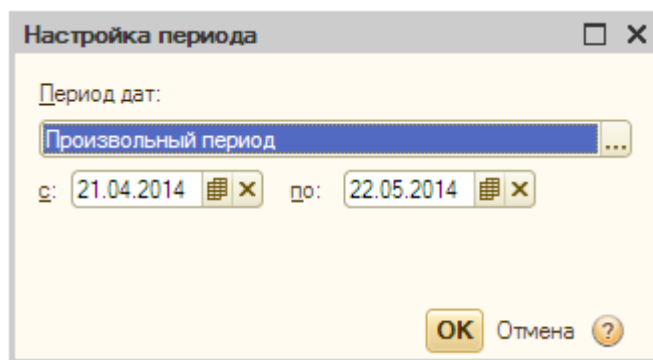 Настройка периода
Период дат:
Произвольный период ...
с: 21.04.2014 по: 22.05.2014
OK Отмена ?